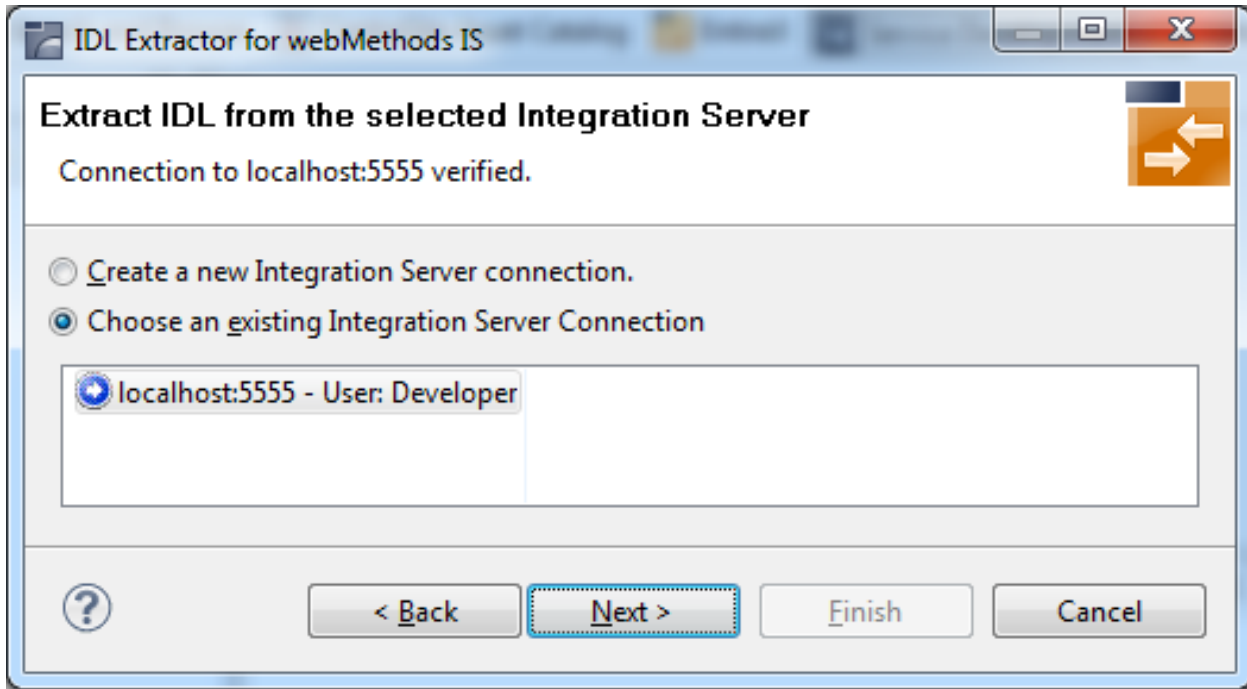 IDL Extractor for webMethods IS
Extract IDL from the selected Integration Server
Connection to localhost:5555 verified.
Create a new Integration Server connection.
Choose an existing Integration Server Connection
localhost:5555 - User: Developer
?
< Back
Next >
Finish
Cancel